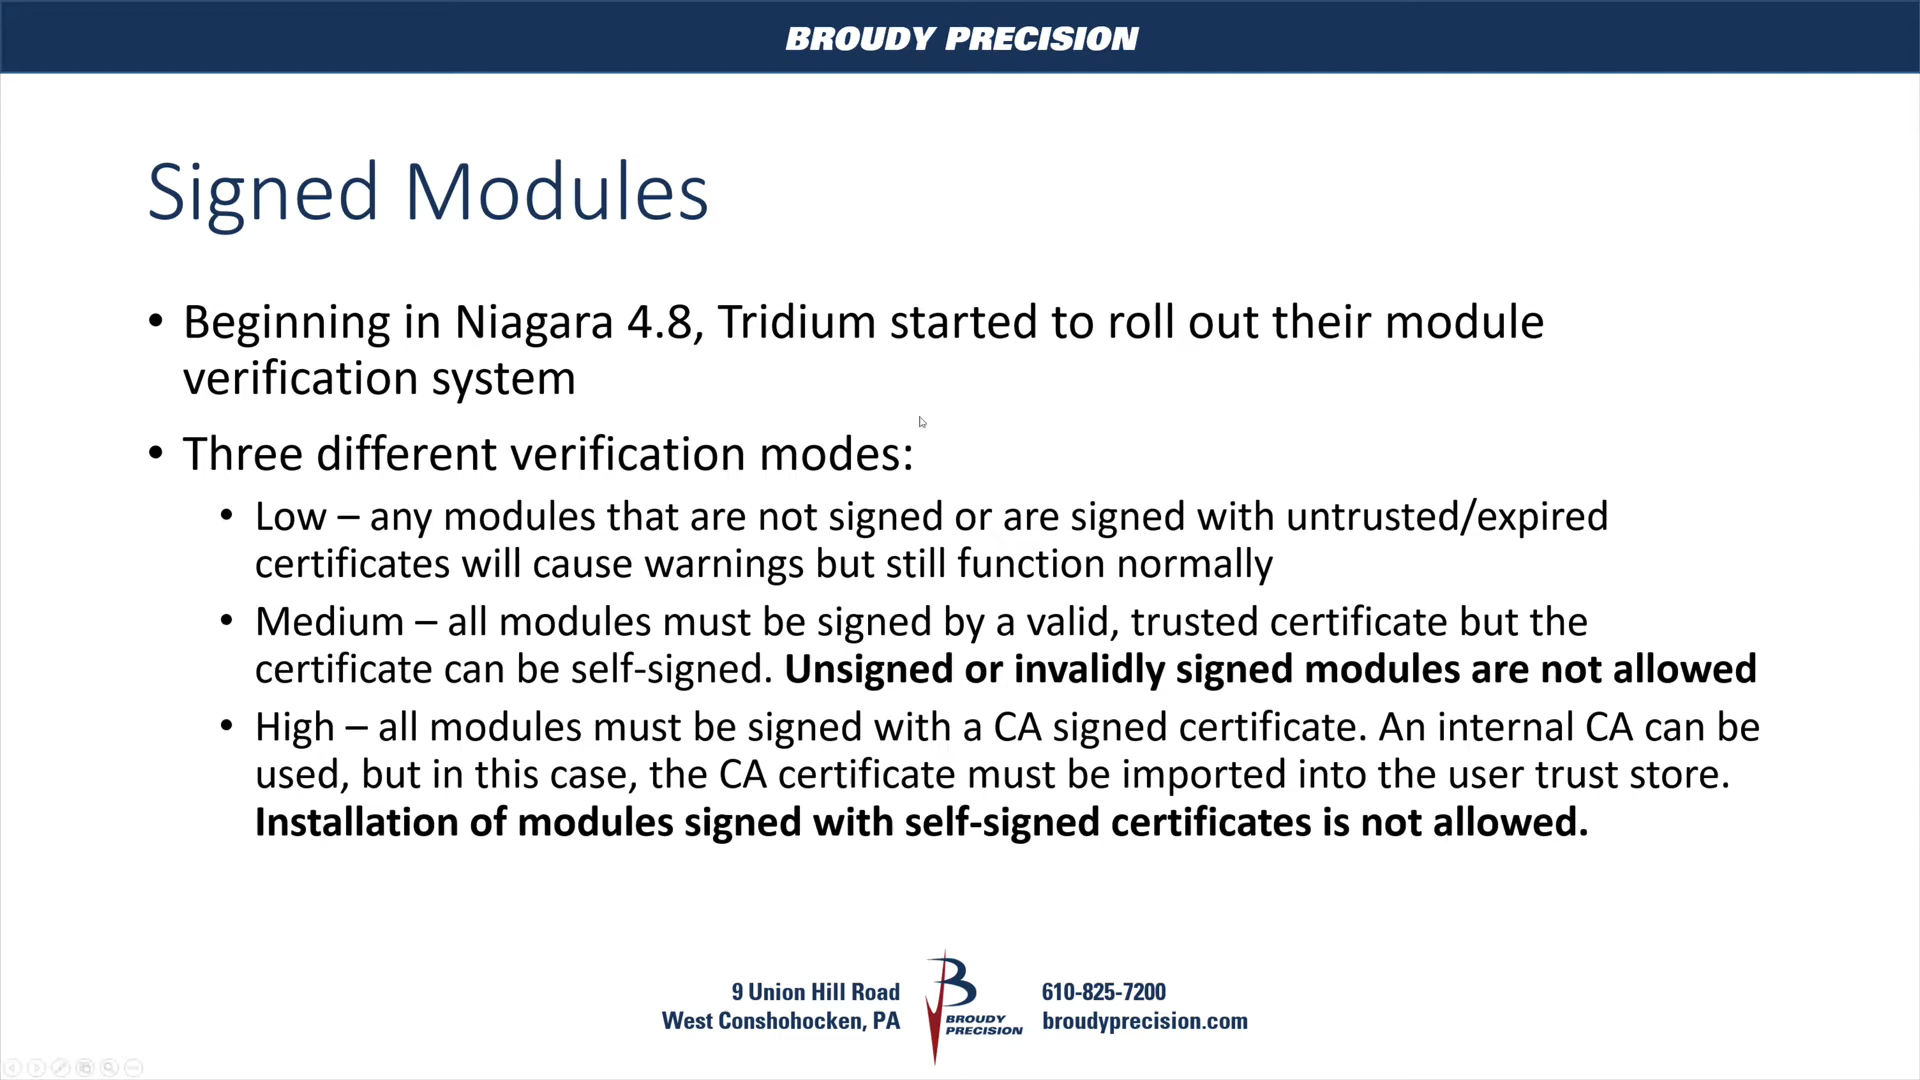 BROUDY PRECISION
Signed Modules
• Beginning in Niagara 4.8, Tridium started to roll out their module
verification system
• Three different verification modes:
• Low – any modules that are not signed or are signed with untrusted/expired
certificates will cause warnings but still function normally
• Medium – all modules must be signed by a valid, trusted certificate but the
certificate can be self-signed. Unsigned or invalidly signed modules are not allowed
• High – all modules must be signed with a CA signed certificate. An internal CA can be
used, but in this case, the CA certificate must be imported into the user trust store.
Installation of modules signed with self-signed certificates is not allowed.
9 Union Hill Road
West Conshohocken, PA
B
BROUDY
PRECISION
610-825-7200
broudyprecision.com